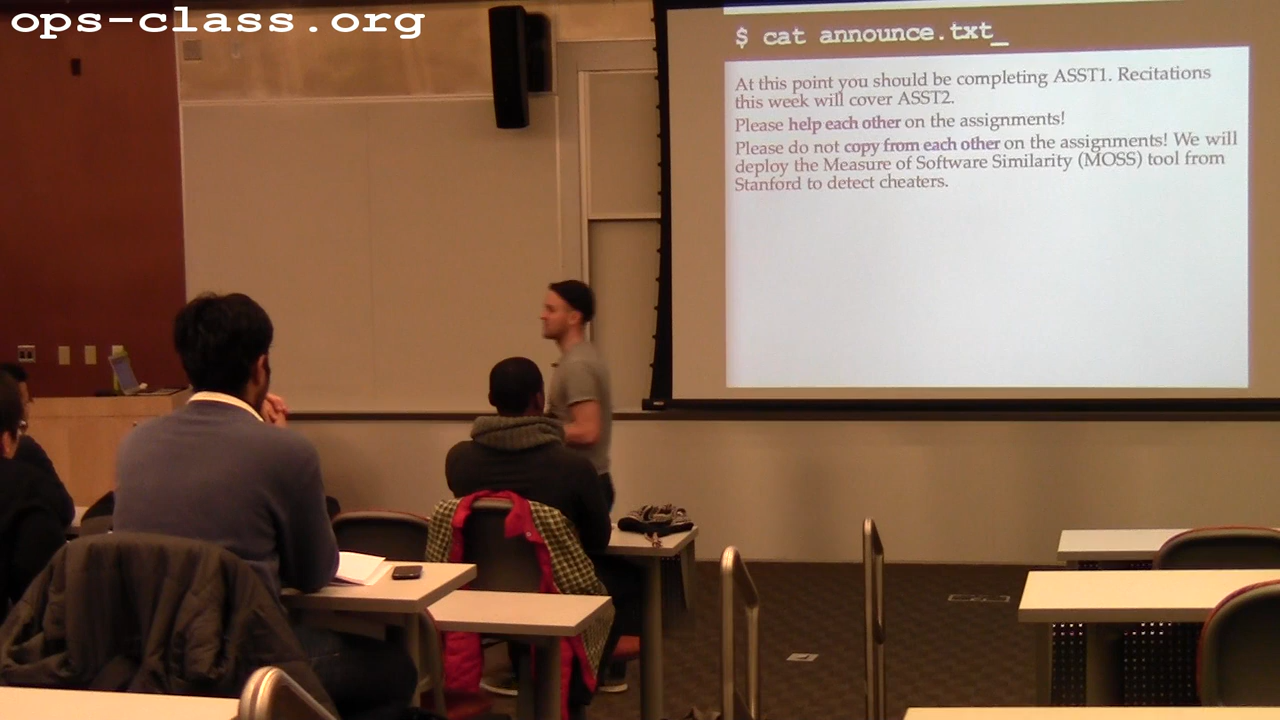 ops-class.org
$ cat announce.txt_
At this point you should be completing ASST1. Recitations
this week will cover ASST2.
Please help each other on the assignments!
Please do not copy from each other on the assignments! We will
deploy the Measure of Software Similarity (MOSS) tool from
Stanford to detect cheaters.